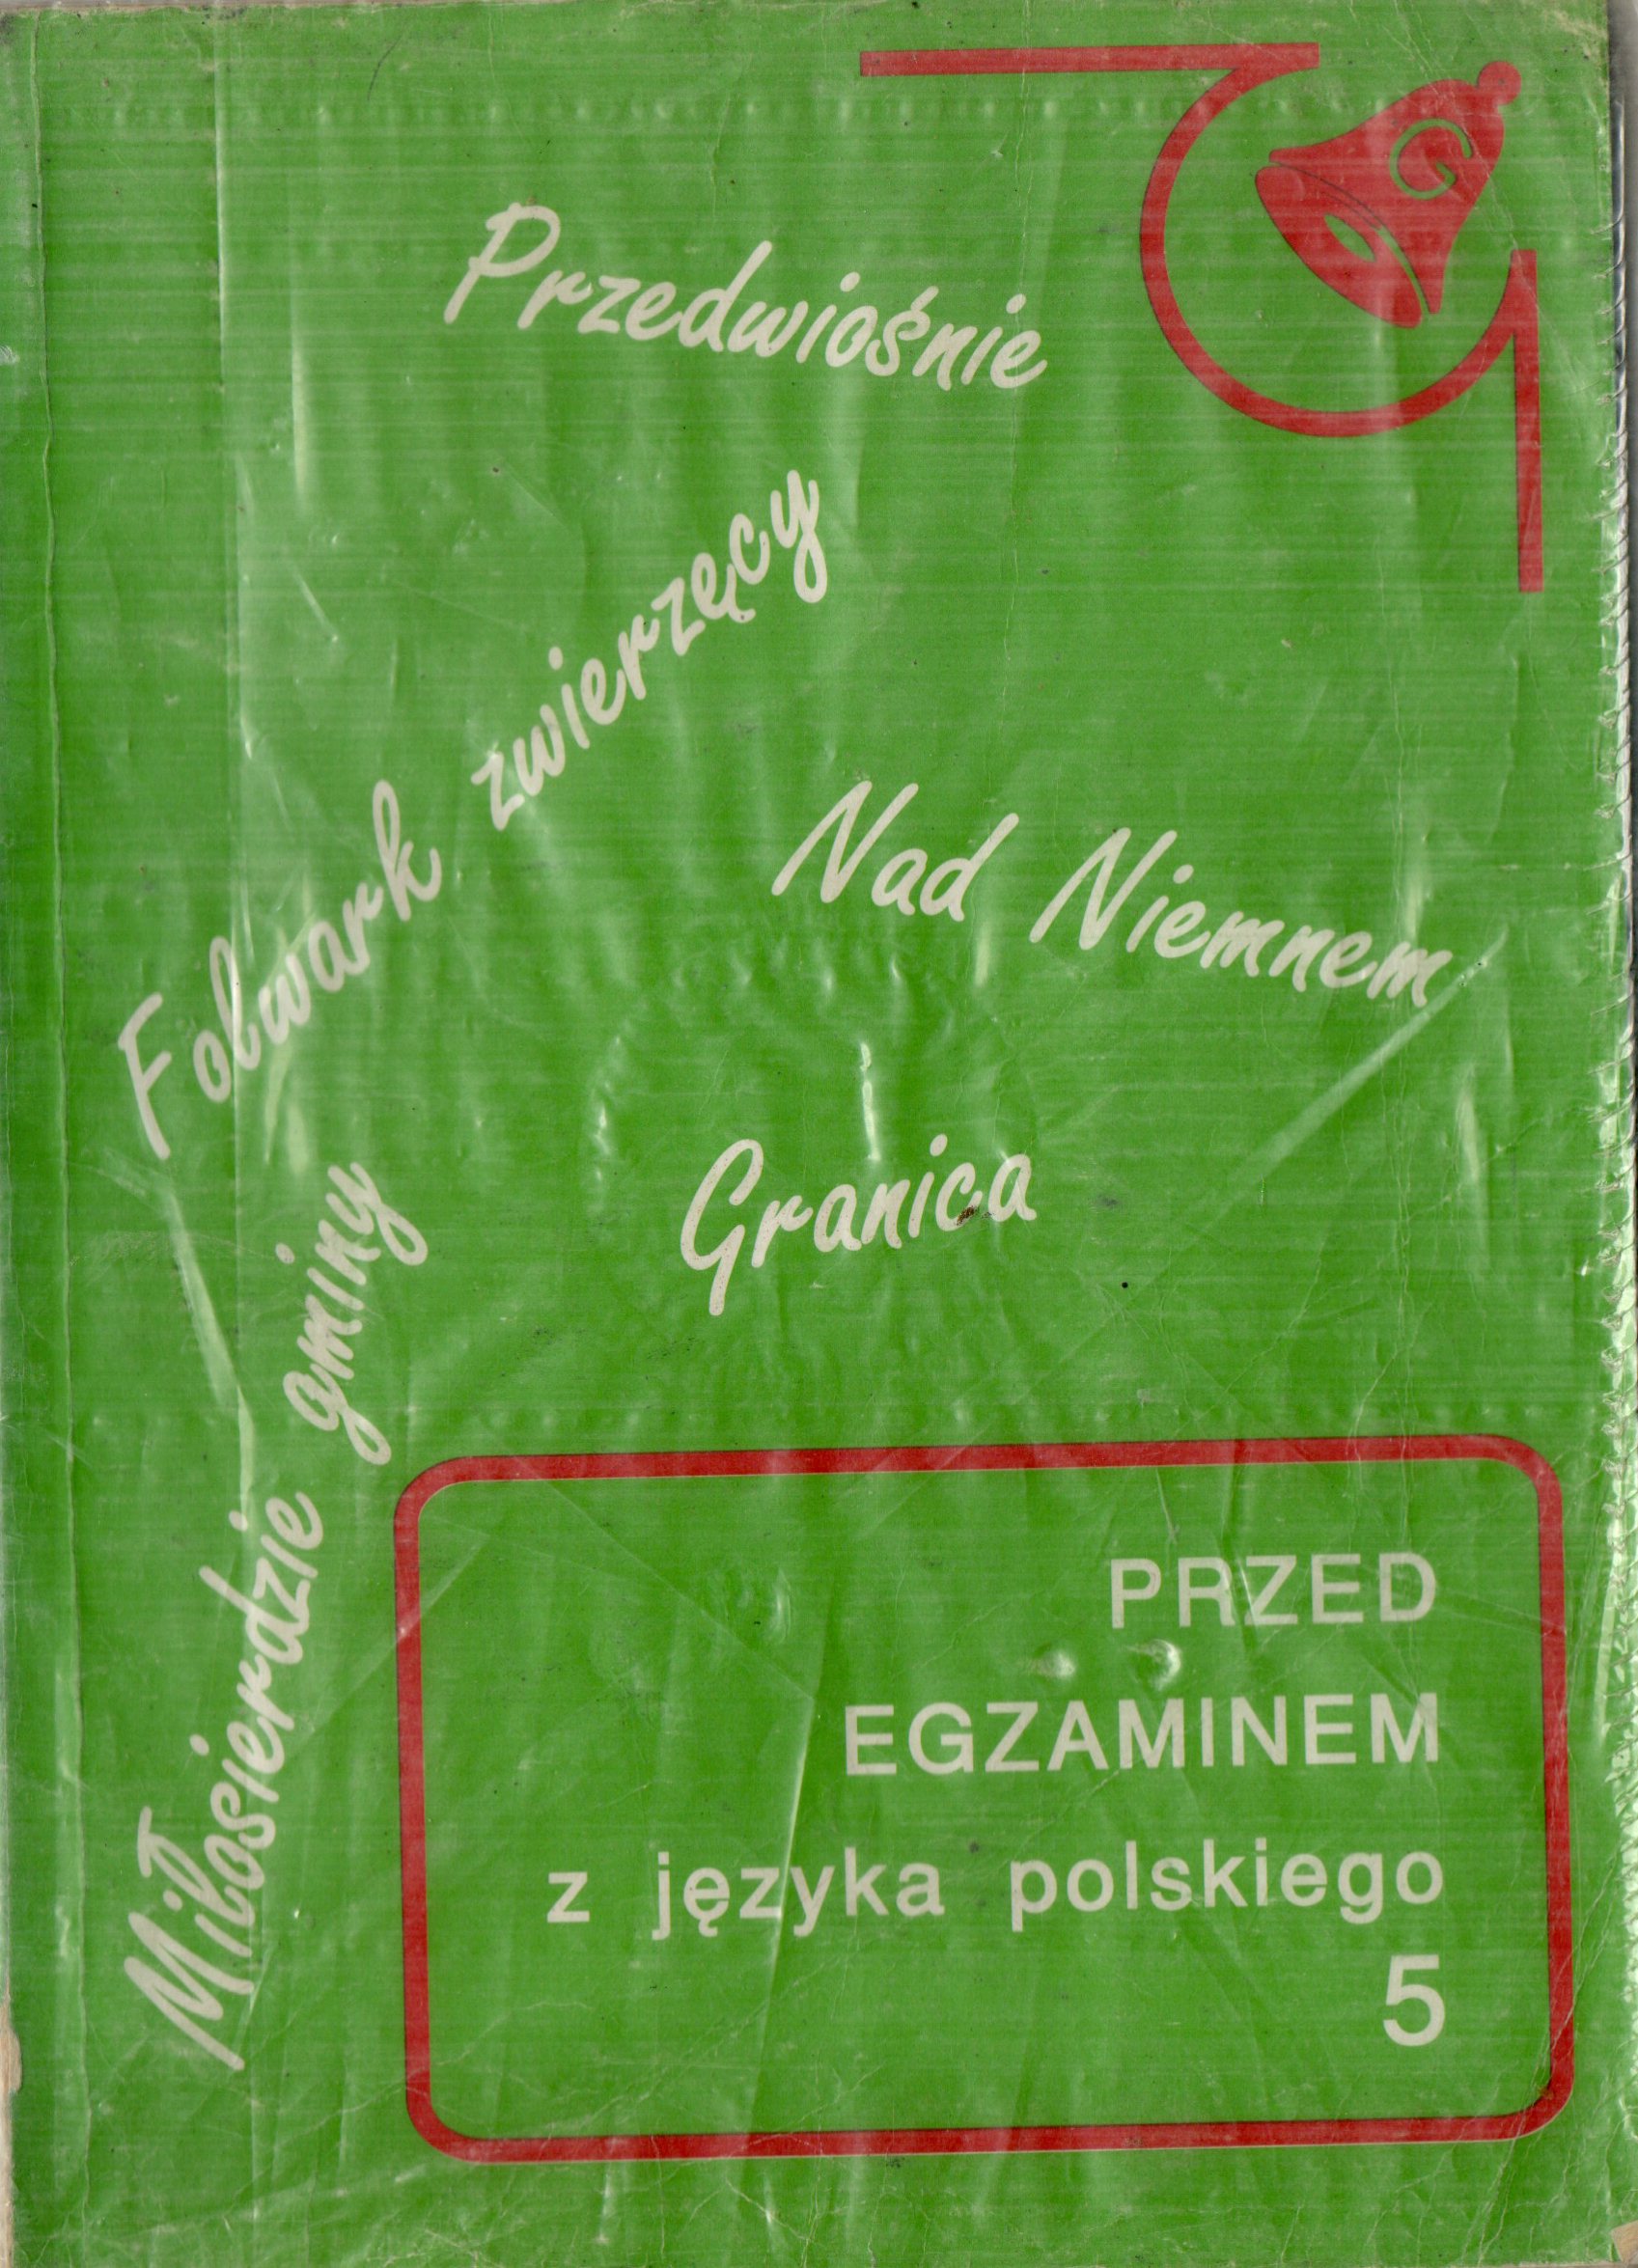 G
Przedwiośnie
Folwark zwierzęcy
Nad Niemnem
Granica
Miłosierdzie gminy
PRZED
EGZAMINEM
z języka polskiego
5